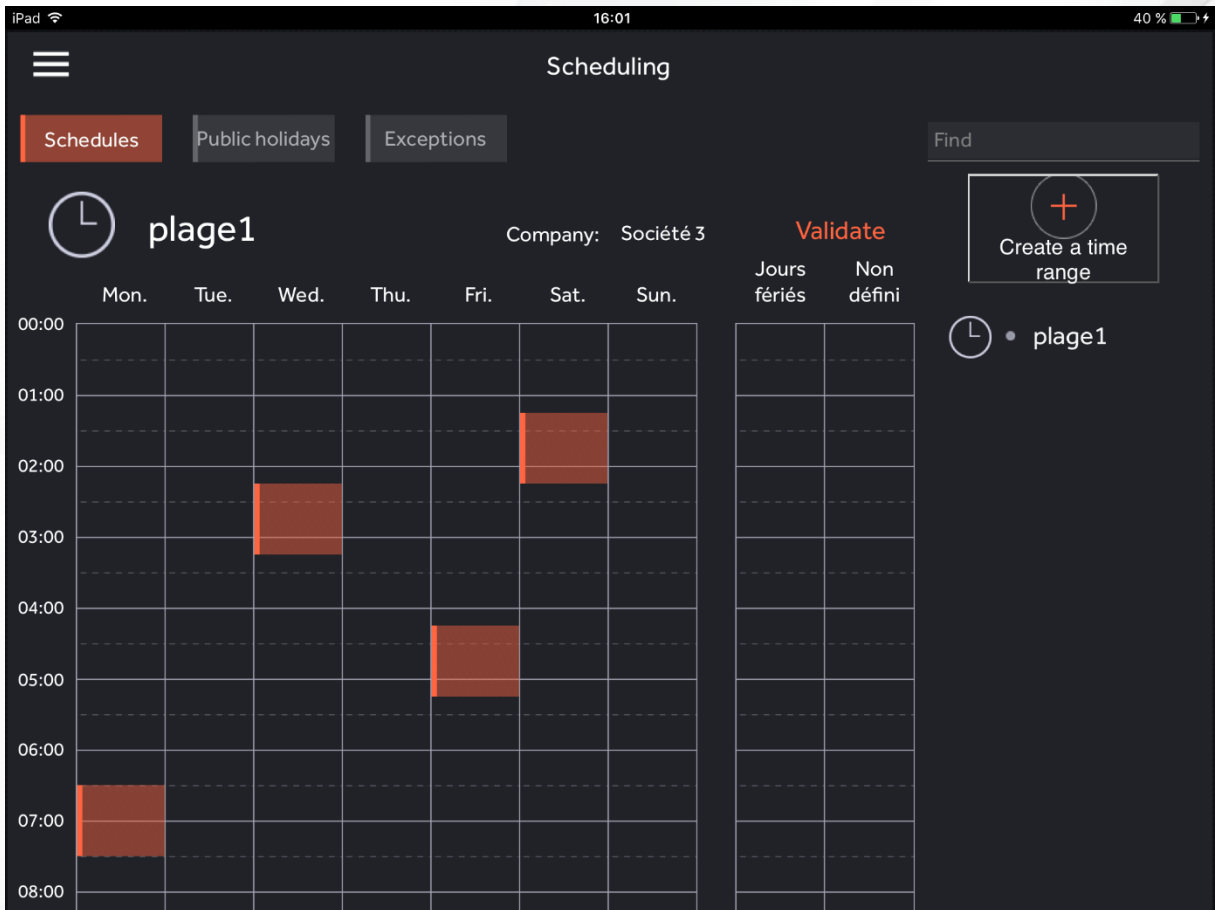 iPad 16:01 40 %
Scheduling
Schedules Public holidays Exceptions Find
plage1 Company: Société 3 Validate
Create a time
range
Mon. Tue. Wed. Thu. Fri. Sat. Sun.
Jours
fériés
Non
défini
plage1
00:00
01:00
02:00
03:00
04:00
05:00
06:00
07:00
08:00